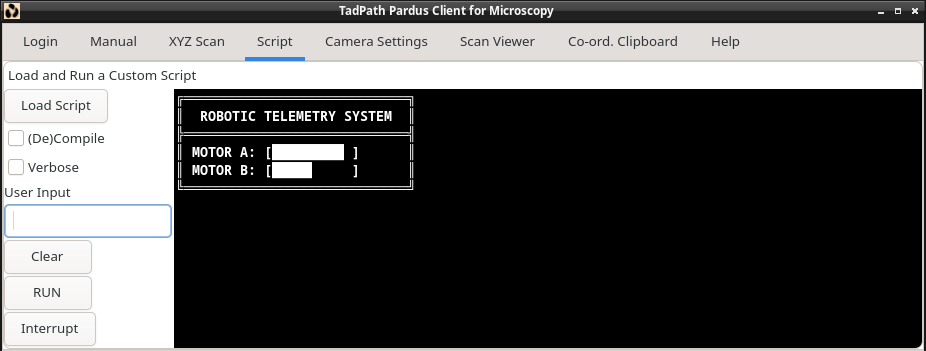 TadPath Pardus Client for Microscopy
Login Manual XYZ Scan Script Camera Settings Scan Viewer Co-ord. Clipboard Help
Load and Run a Custom Script
Load Script
(De)Compile
Verbose
User Input
Clear
RUN
Interrupt
ROBOTIC TELEMETRY SYSTEM
MOTOR A: [█████████ ]
MOTOR B: [█████     ]